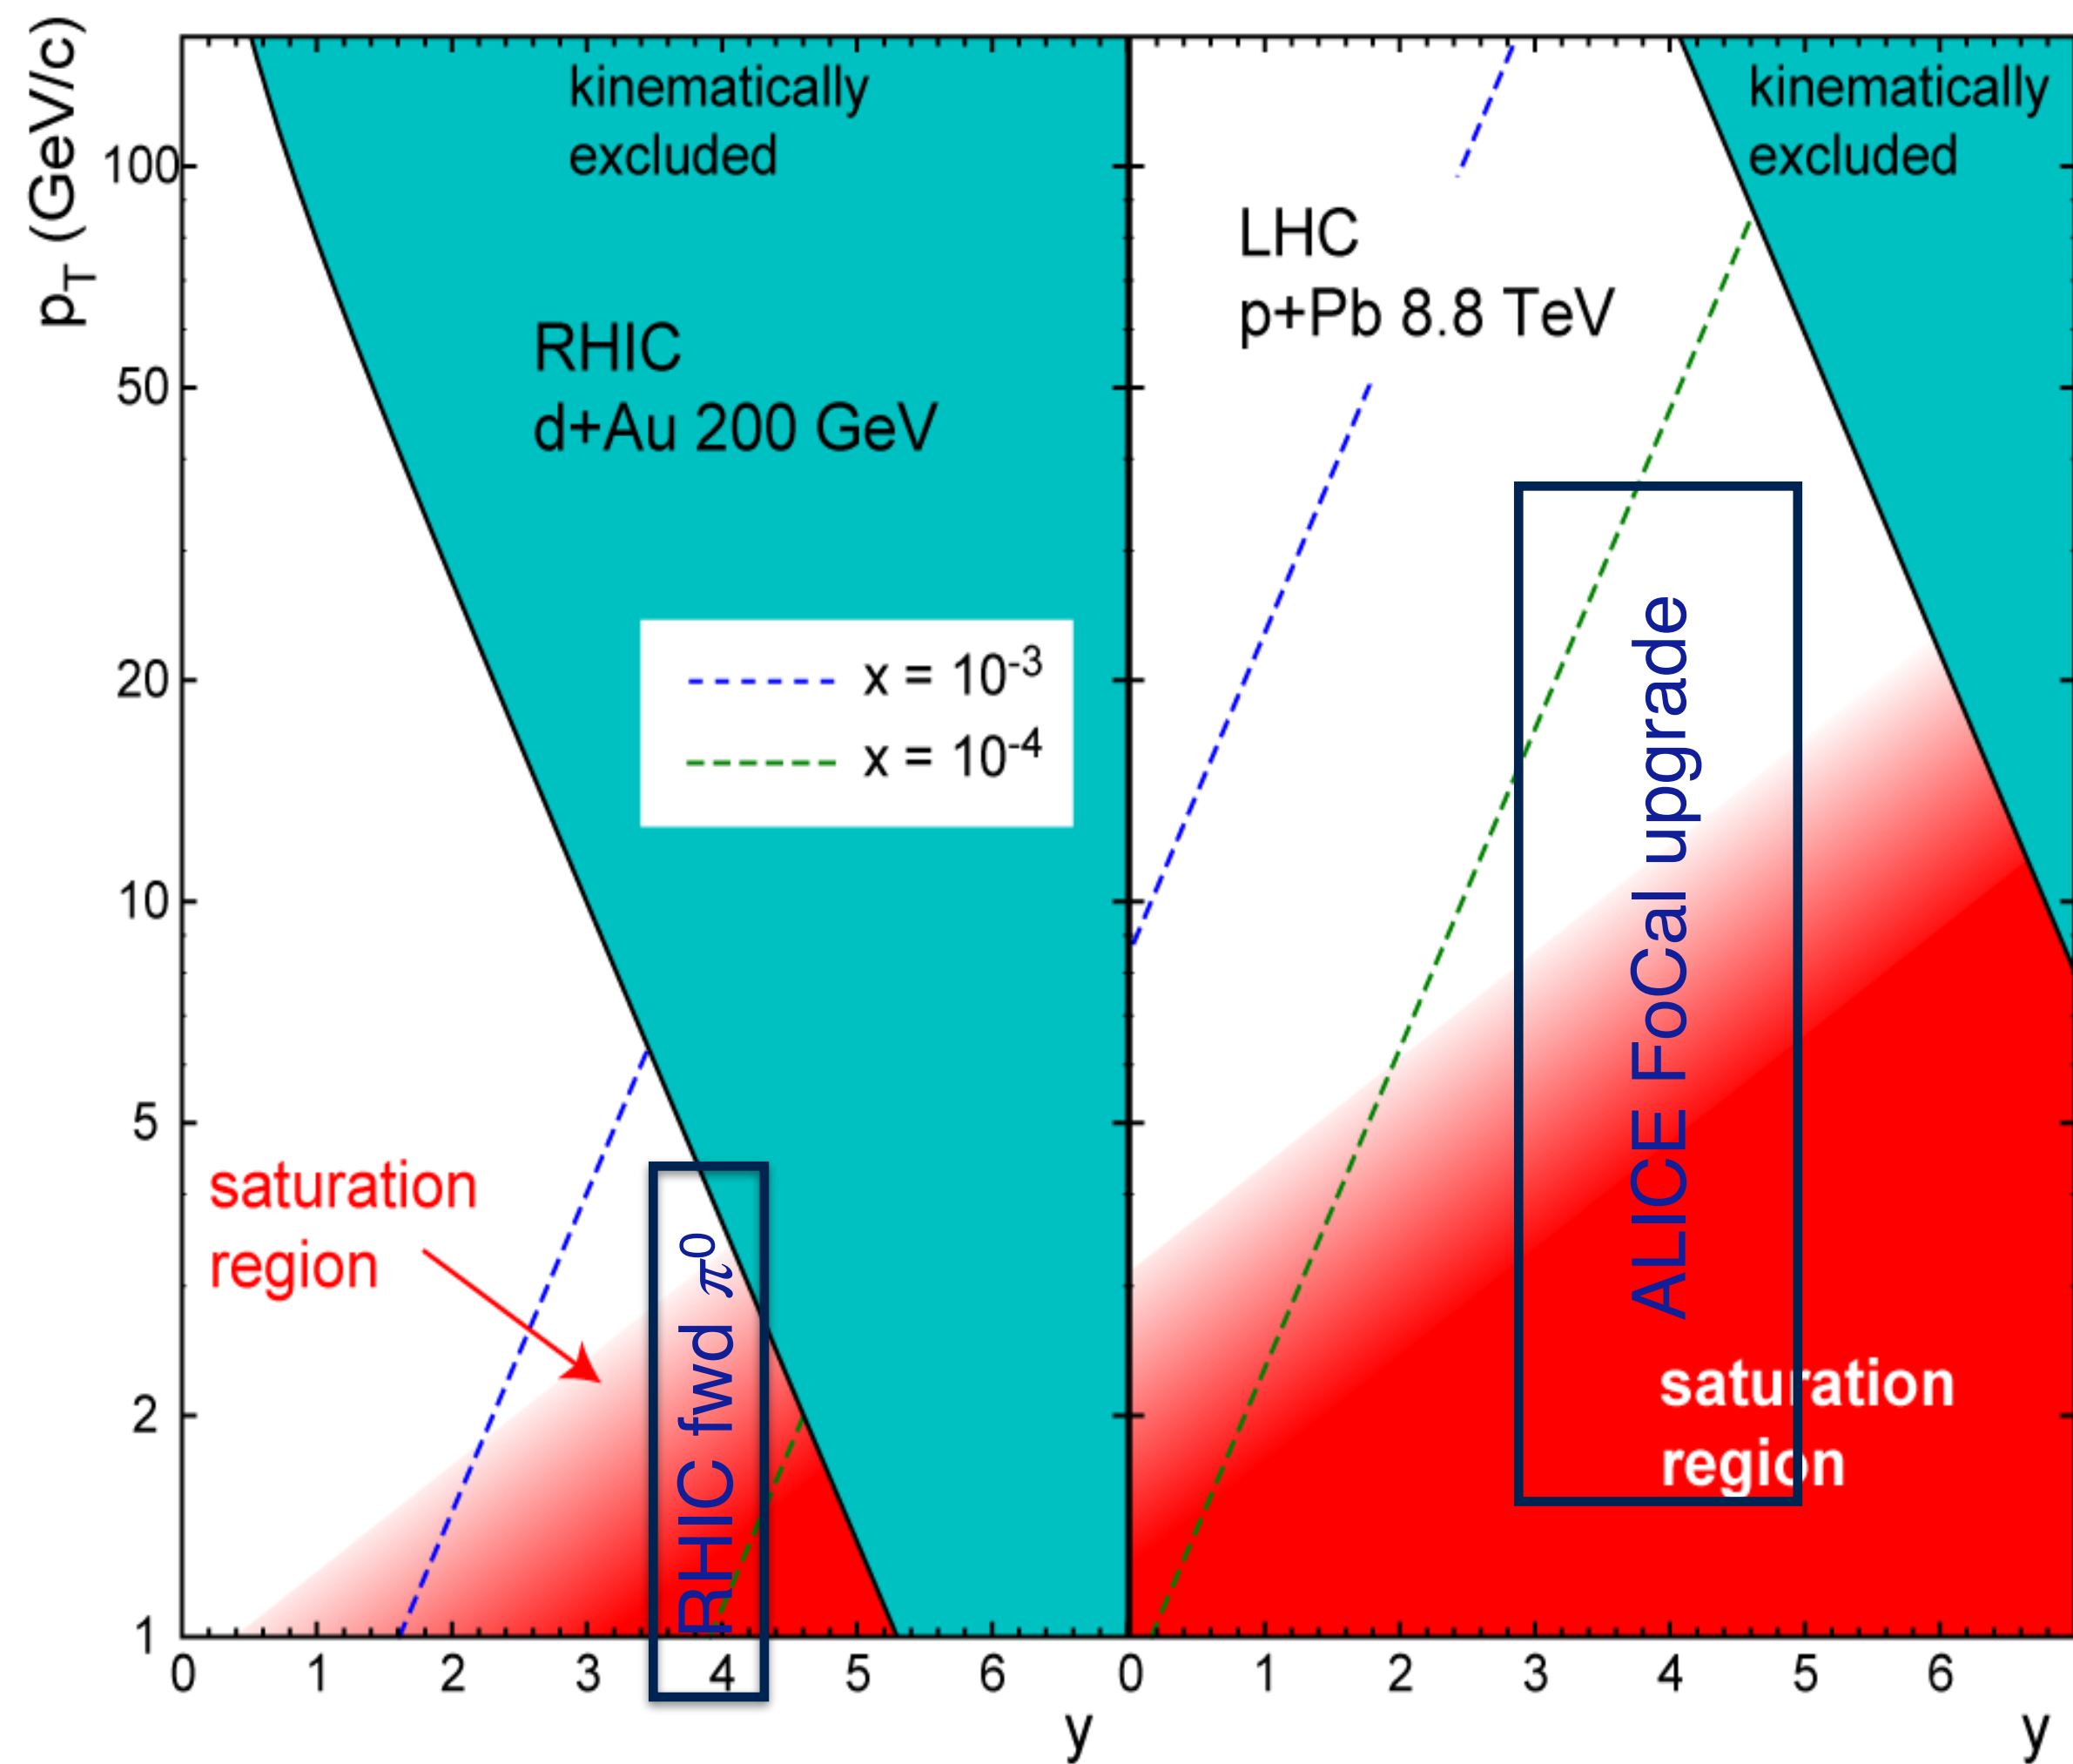 p_T (GeV/c)
100
50
20
10
5
2
1
kinematically
excluded
RHIC
d+Au 200 GeV
x = 10^-3
x = 10^-4
saturation
region
RHIC fwd π^0
0 1 2 3 4 5 6
y
kinematically
excluded
LHC
p+Pb 8.8 TeV
ALICE FoCal upgrade
saturation
region
0 1 2 3 4 5 6
y